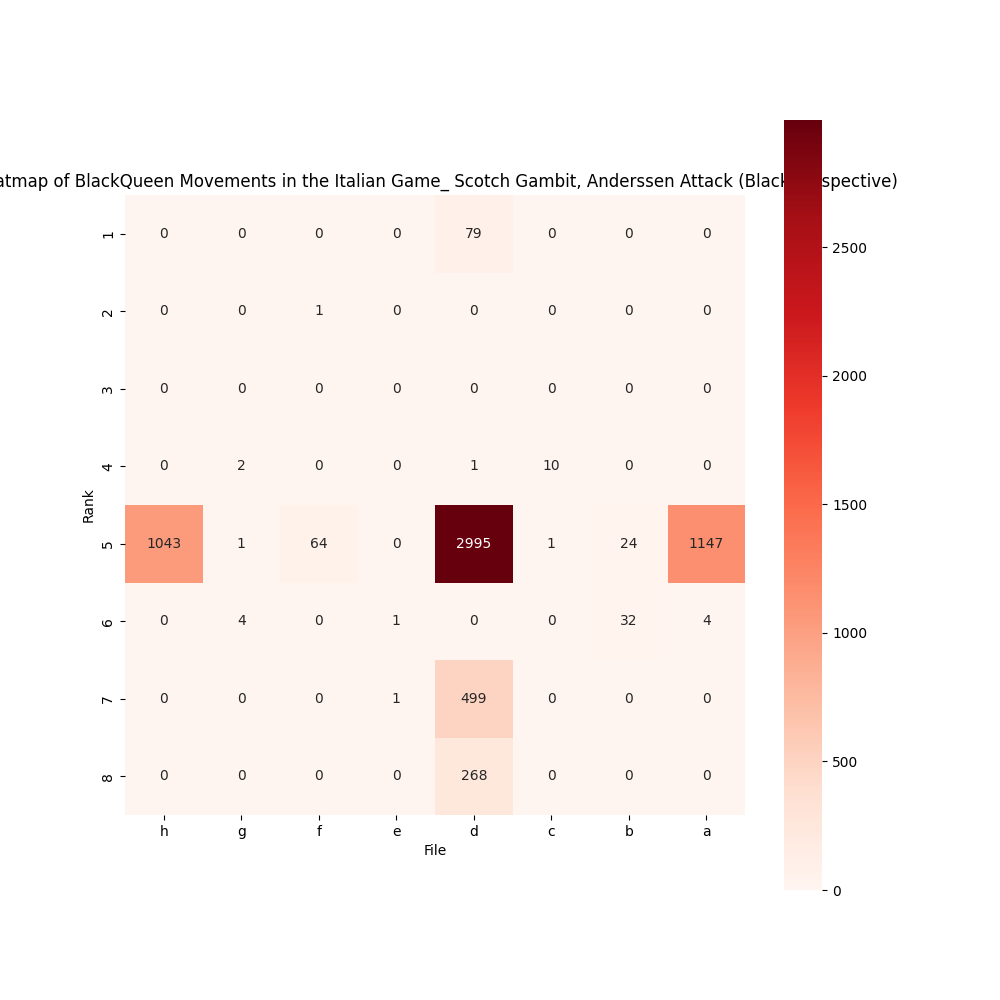 atmap of BlackQueen Movements in the Italian Game_ Scotch Gambit, Anderssen Attack (Black spective)
1 0 0 0 0 79 0 0 0
2 0 0 1 0 0 0 0 0
3 0 0 0 0 0 0 0 0
4 0 2 0 0 1 10 0 0
5 1043 1 64 0 2995 1 24 1147
6 0 4 0 1 0 0 32 4
7 0 0 0 1 499 0 0 0
8 0 0 0 0 268 0 0 0
h g f e d c b a
Rank
File
2500
2000
1500
1000
500
0